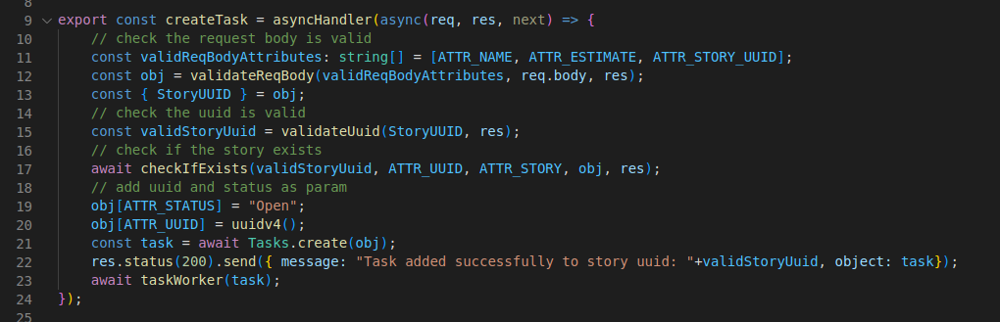 8
9 export const createTask = asyncHandler(async(req, res, next) => {
10 // check the request body is valid
11 const validReqBodyAttributes: string[] = [ATTR_NAME, ATTR_ESTIMATE, ATTR_STORY_UUID];
12 const obj = validateReqBody(validReqBodyAttributes, req.body, res);
13 const { StoryUUID } = obj;
14 // check the uuid is valid
15 const validStoryUuid = validateUuid(StoryUUID, res);
16 // check if the story exists
17 await checkIfExists(validStoryUuid, ATTR_UUID, ATTR_STORY, obj, res);
18 // add uuid and status as param
19 obj[ATTR_STATUS] = "Open";
20 obj[ATTR_UUID] = uuidv4();
21 const task = await Tasks.create(obj);
22 res.status(200).send({ message: "Task added successfully to story uuid: "+validStoryUuid, object: task});
23 await taskWorker(task);
24 });
25